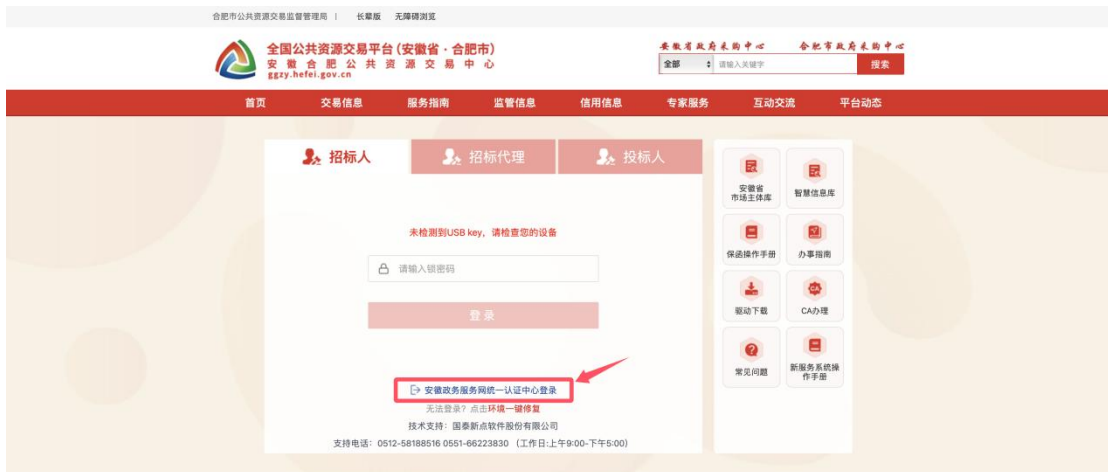 合肥市公共资源交易监督管理局 | 长辈版 无障碍浏览
全国公共资源交易平台(安徽省·合肥市)
安徽合肥公共资源交易中心
ggzy.hefei.gov.cn
安徽省政府采购中心 合肥市政府采购中心
全部 请输入关键字 搜索
首页 交易信息 服务指南 监管信息 信用信息 专家服务 互动交流 平台动态
招标人 招标代理 投标人
未检测到USB key, 请检查您的设备
请输入锁密码
登录
安徽政务服务网统一认证中心登录
无法登录? 点击环境一键修复
技术支持: 国泰新点软件股份有限公司
支持电话: 0512-58188516 0551-66223830 (工作日:上午9:00-下午5:00)
安徽省
市场主体库
智慧信息库
保函操作手册
办事指南
驱动下载
CA
CA办理
常见问题
新服务系统操
作手册